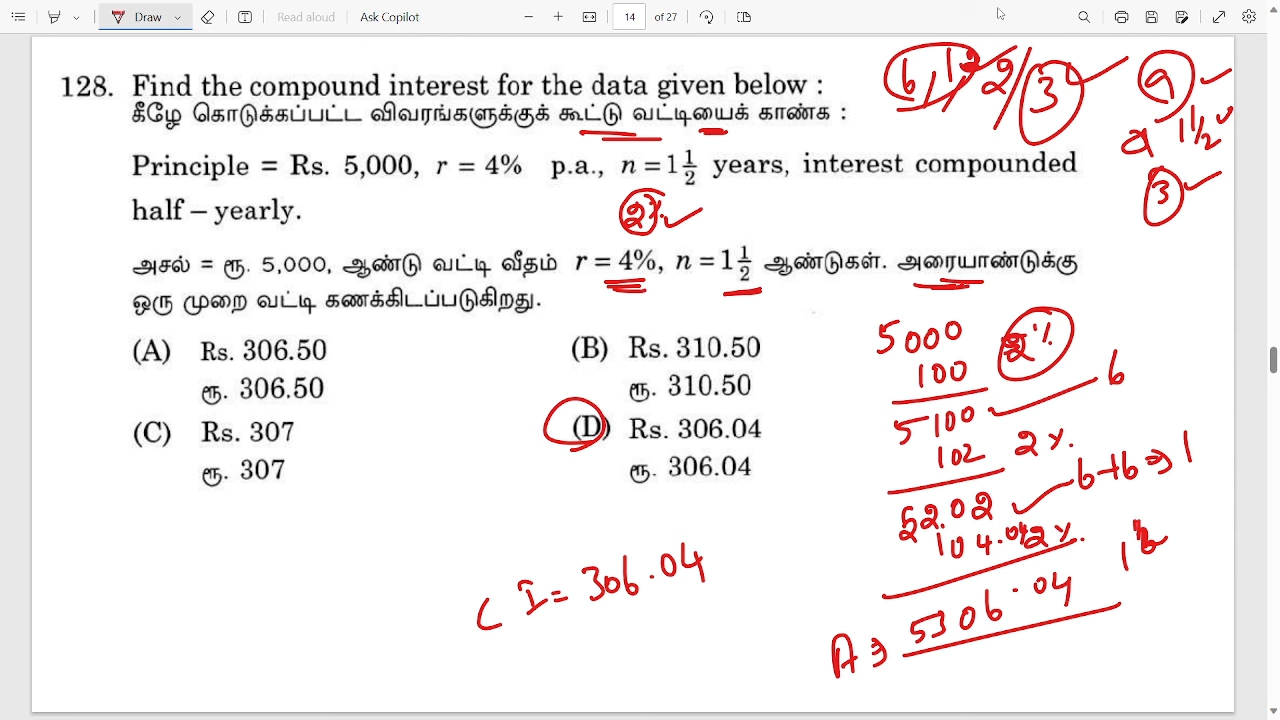 Draw
Read aloud
Ask Copilot
14 of 27
128. Find the compound interest for the data given below :
கீழே கொடுக்கப்பட்ட விவரங்களுக்குக் கூட்டு வட்டியைக் காண்க :
Principle = Rs. 5,000, r = 4% p.a., n = 1 1/2 years, interest compounded
half – yearly.
அசல் = ரூ. 5,000, ஆண்டு வட்டி வீதம் r = 4%, n = 1 1/2 ஆண்டுகள். அரையாண்டுக்கு
ஒரு முறை வட்டி கணக்கிடப்படுகிறது.
(A) Rs. 306.50
ரூ. 306.50
(B) Rs. 310.50
ரூ. 310.50
(C) Rs. 307
ரூ. 307
(D) Rs. 306.04
ரூ. 306.04
6, 12
2/3
a
a 1 1/2
3
2%
5000 2%
100
5100 6
102 2%.
5202 6+6 ⇒ 1
104.04 2%.
A ⇒ 5306.04
CI = 306.04